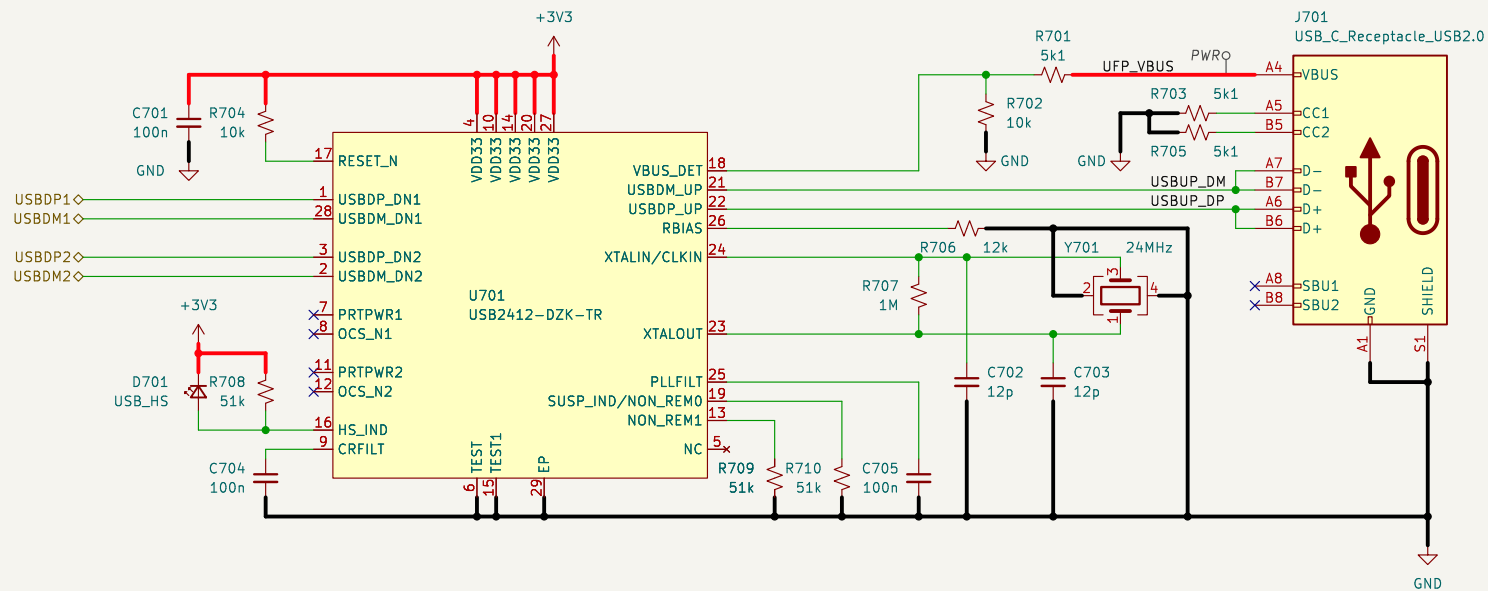 +3V3
J701
USB_C_Receptacle_USB2.0
R701
5k1
UFP_VBUS
PWR
A4
VBUS
C701
100n
R704
10k
GND
4
10
14
20
27
VDD33
VDD33
VDD33
VDD33
VDD33
R702
10k
GND
R703
5k1
R705
5k1
GND
A5
CC1
B5
CC2
17
RESET_N
VBUS_DET
18
USBDM_UP
21
USBDP_UP
22
RBIAS
26
USBUP_DM
USBUP_DP
A7
D-
B7
D-
A6
D+
B6
D+
USBDP1
1
USBDP_DN1
USBDM1
28
USBDM_DN1
USBDP2
3
USBDP_DN2
USBDM2
2
USBDM_DN2
XTALIN/CLKIN
24
R706
12k
Y701
24MHz
3
2
4
1
R707
1M
A8
SBU1
B8
SBU2
GND
SHIELD
A1
S1
U701
USB2412-DZK-TR
+3V3
7
PRTPWR1
8
OCS_N1
11
PRTPWR2
12
OCS_N2
XTALOUT
23
PLLFILT
25
SUSP_IND/NON_REM0
19
NON_REM1
13
NC
5
C702
12p
C703
12p
D701
USB_HS
R708
51k
16
HS_IND
9
CRFILT
C704
100n
TEST
TEST1
EP
6
15
29
R709
51k
R710
51k
C705
100n
GND